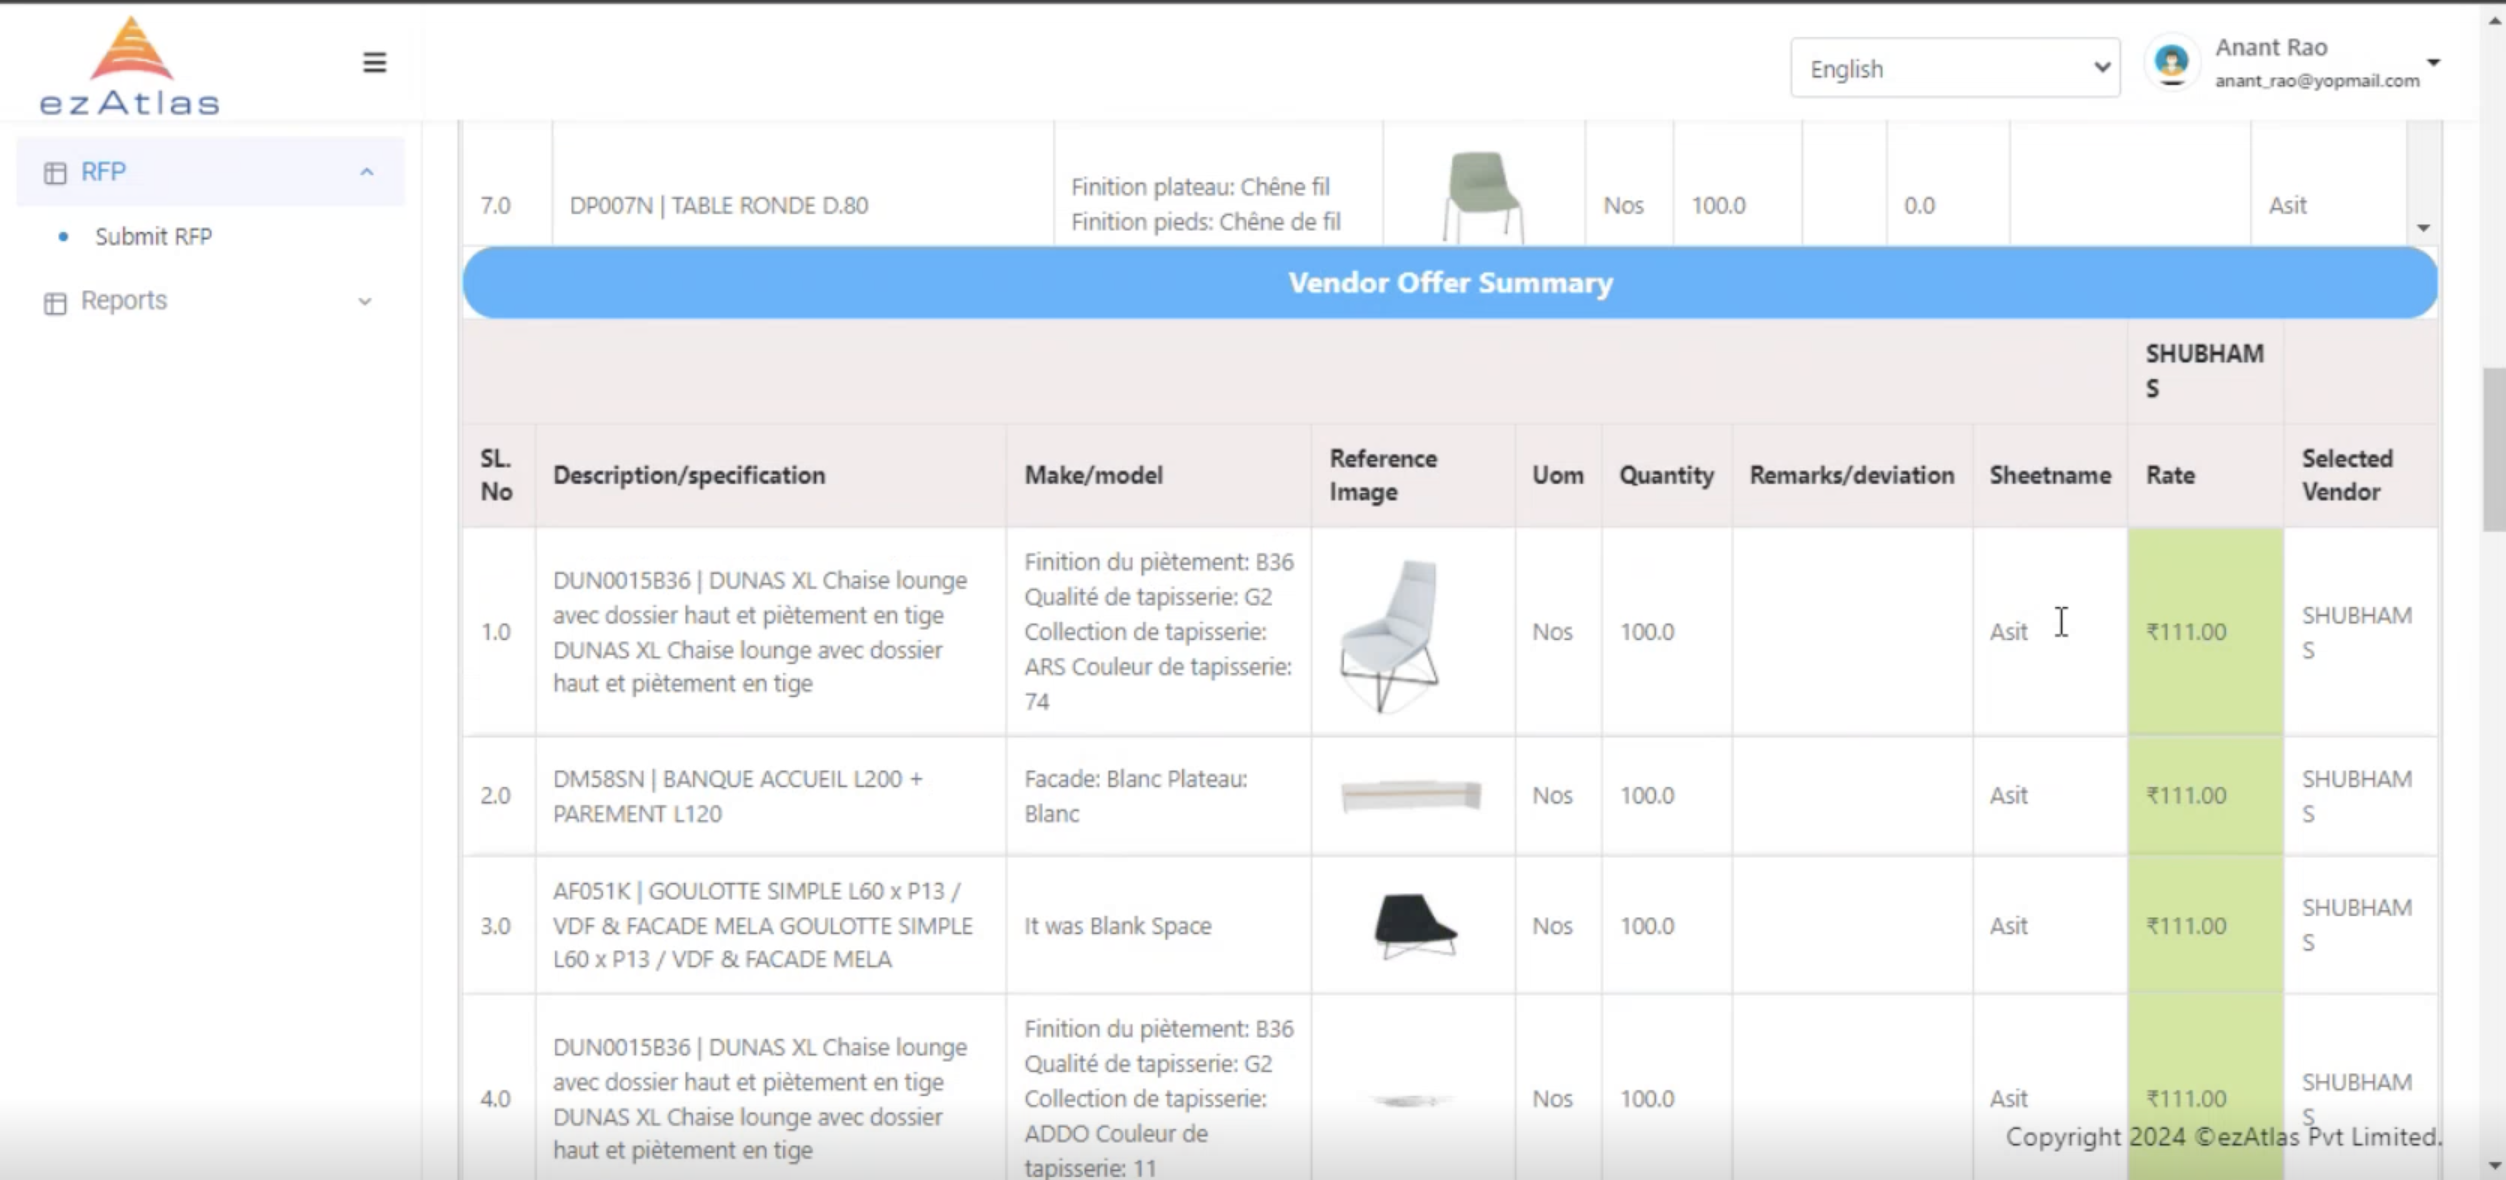 ezAtlas
English
Anant Rao
anant_rao@yopmail.com
RFP
Submit RFP
Reports
7.0
DP007N | TABLE RONDE D.80
Finition plateau: Chêne fil
Finition pieds: Chêne de fil
Nos
100.0
0.0
Asit
Vendor Offer Summary
SHUBHAM
S
SL.
No
Description/specification
Make/model
Reference
Image
Uom
Quantity
Remarks/deviation
Sheetname
Rate
Selected
Vendor
1.0
DUN0015B36 | DUNAS XL Chaise lounge
avec dossier haut et piètement en tige
DUNAS XL Chaise lounge avec dossier
haut et piètement en tige
Finition du piètement: B36
Qualité de tapisserie: G2
Collection de tapisserie:
ARS Couleur de tapisserie:
74
Nos
100.0
Asit
₹111.00
SHUBHAM
S
2.0
DM58SN | BANQUE ACCUEIL L200 +
PAREMENT L120
Facade: Blanc Plateau:
Blanc
Nos
100.0
Asit
₹111.00
SHUBHAM
S
3.0
AF051K | GOULOTTE SIMPLE L60 x P13 /
VDF & FACADE MELA GOULOTTE SIMPLE
L60 x P13 / VDF & FACADE MELA
It was Blank Space
Nos
100.0
Asit
₹111.00
SHUBHAM
S
4.0
DUN0015B36 | DUNAS XL Chaise lounge
avec dossier haut et piètement en tige
DUNAS XL Chaise lounge avec dossier
haut et piètement en tige
Finition du piètement: B36
Qualité de tapisserie: G2
Collection de tapisserie:
ADDO Couleur de
tapisserie: 11
Nos
100.0
Asit
₹111.00
SHUBHAM
S
Copyright 2024 ©ezAtlas Pvt Limited.